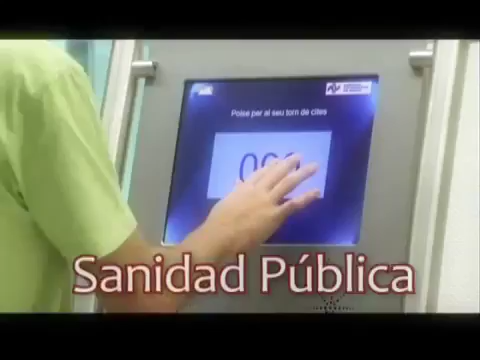 Polse per al seu torn de cites
Sanidad Pública